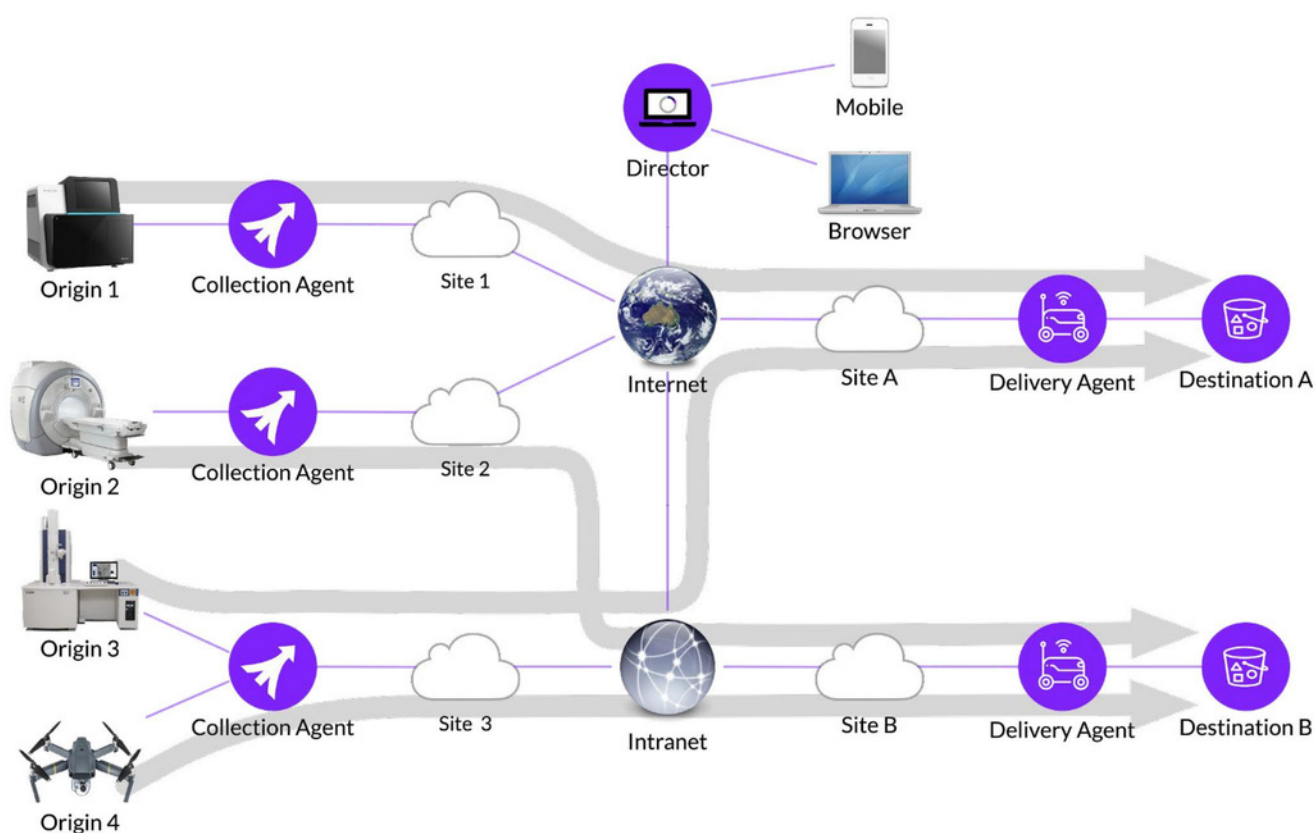 Mobile
Director
Browser
Origin 1
Collection Agent
Site 1
Internet
Site A
Delivery Agent
Destination A
Origin 2
Collection Agent
Site 2
Origin 3
Collection Agent
Site 3
Intranet
Site B
Delivery Agent
Destination B
Origin 4